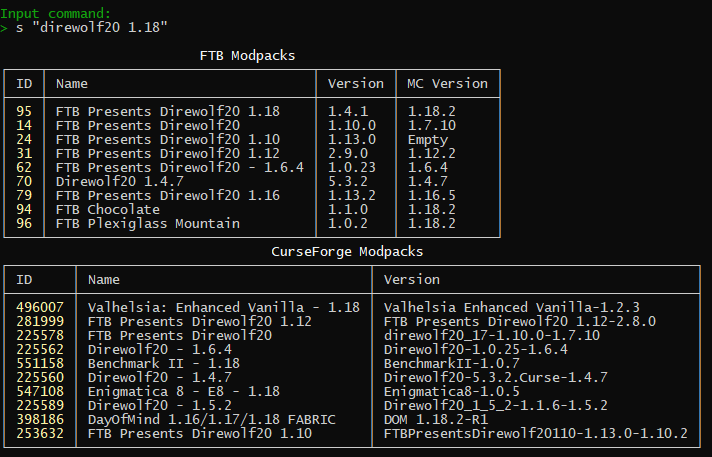 Input command:
> s "direwolf20 1.18"
FTB Modpacks
ID Name Version MC Version
95 FTB Presents Direwolf20 1.18 1.4.1 1.18.2
14 FTB Presents Direwolf20 1.10.0 1.7.10
24 FTB Presents Direwolf20 1.10 1.13.0 Empty
31 FTB Presents Direwolf20 1.12 2.9.0 1.12.2
62 FTB Presents Direwolf20 - 1.6.4 1.0.23 1.6.4
70 Direwolf20 1.4.7 5.3.2 1.4.7
79 FTB Presents Direwolf20 1.16 1.13.2 1.16.5
94 FTB Chocolate 1.1.0 1.18.2
96 FTB Plexiglass Mountain 1.0.2 1.18.2
CurseForge Modpacks
ID Name Version
496007 Valhelsia: Enhanced Vanilla - 1.18 Valhelsia Enhanced Vanilla-1.2.3
281999 FTB Presents Direwolf20 1.12 FTB Presents Direwolf20 1.12-2.8.0
225578 FTB Presents Direwolf20 direwolf20_17-1.10.0-1.7.10
225562 Direwolf20 - 1.6.4 Direwolf20-1.0.25-1.6.4
551158 Benchmark II - 1.18 BenchmarkII-1.0.7
225560 Direwolf20 - 1.4.7 Direwolf20-5.3.2.Curse-1.4.7
547108 Enigmatica 8 - E8 - 1.18 Enigmatica8-1.0.5
225589 Direwolf20 - 1.5.2 Direwolf20_1_5_2-1.1.6-1.5.2
398186 DayOfMind 1.16/1.17/1.18 FABRIC DOM 1.18.2-R1
253632 FTB Presents Direwolf20 1.10 FTBPresentsDirewolf20110-1.13.0-1.10.2